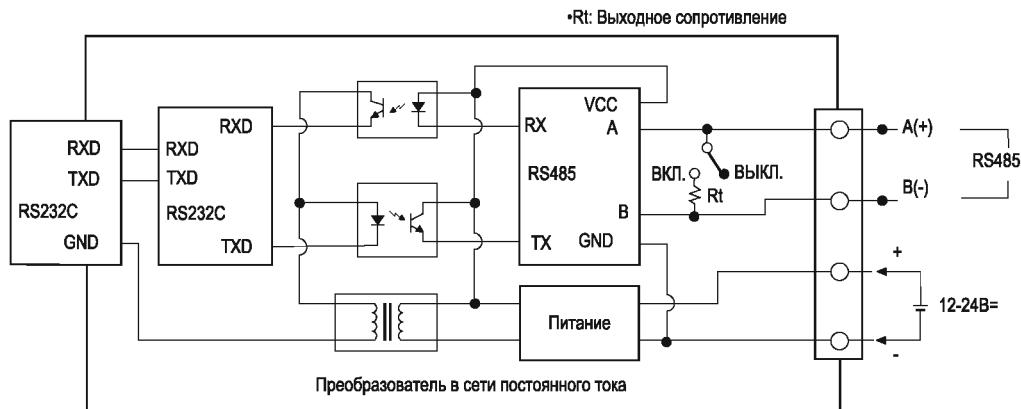 •Rt: Выходное сопротивление
VCC
RXD
RX
A
A(+)
RXD
RXD
RS485
TXD
TXD
RS485
ВКЛ.
ВЫКЛ.
Rt
RS232C
RS232C
B
B(-)
GND
TXD
TX
GND
+
Питание
12-24В=
-
Преобразователь в сети постоянного тока